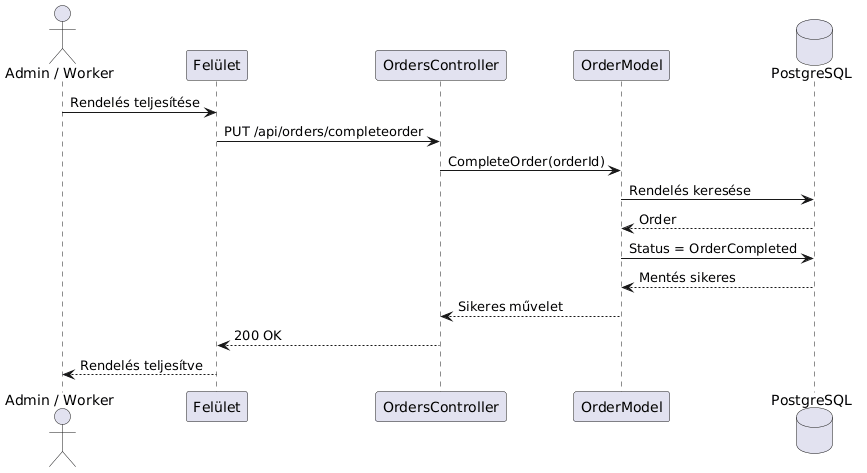 Admin / Worker
Felület
OrdersController
OrderModel
PostgreSQL
Rendelés teljesítése
PUT /api/orders/completeorder
CompleteOrder(orderId)
Rendelés keresése
Order
Status = OrderCompleted
Mentés sikeres
Sikeres művelet
200 OK
Rendelés teljesítve
Admin / Worker
Felület
OrdersController
OrderModel
PostgreSQL